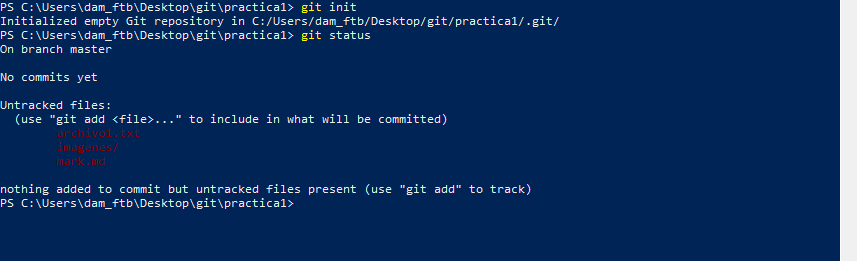 PS C:\Users\dam_ftb\Desktop\git\practica1> git init
Initialized empty Git repository in C:/Users/dam_ftb/Desktop/git/practica1/.git/
PS C:\Users\dam_ftb\Desktop\git\practica1> git status
On branch master
No commits yet
Untracked files:
(use "git add <file>..." to include in what will be committed)
archivo1.txt
imagenes/
mark.md
nothing added to commit but untracked files present (use "git add" to track)
PS C:\Users\dam_ftb\Desktop\git\practica1>